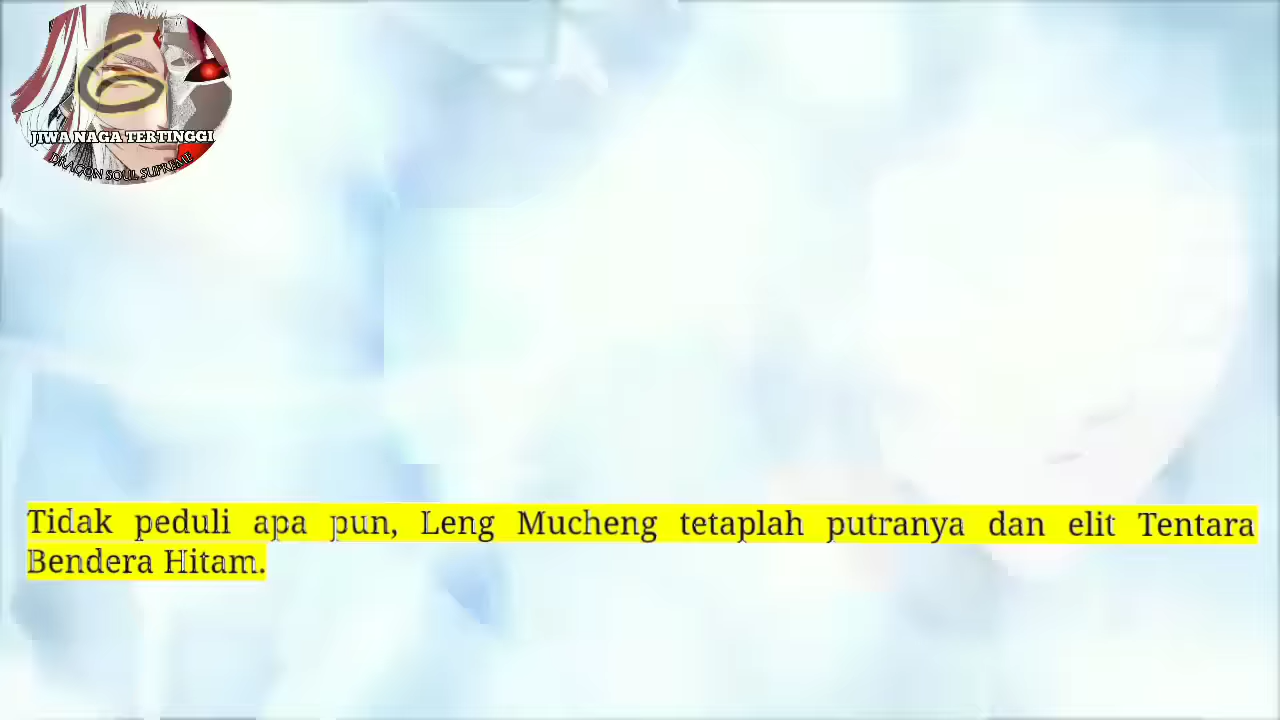 6
JIWA NAGA TERTINGGI
DRAGON SOUL SUPREME
Tidak peduli apa pun, Leng Mucheng tetaplah putranya dan elit Tentara
Bendera Hitam.